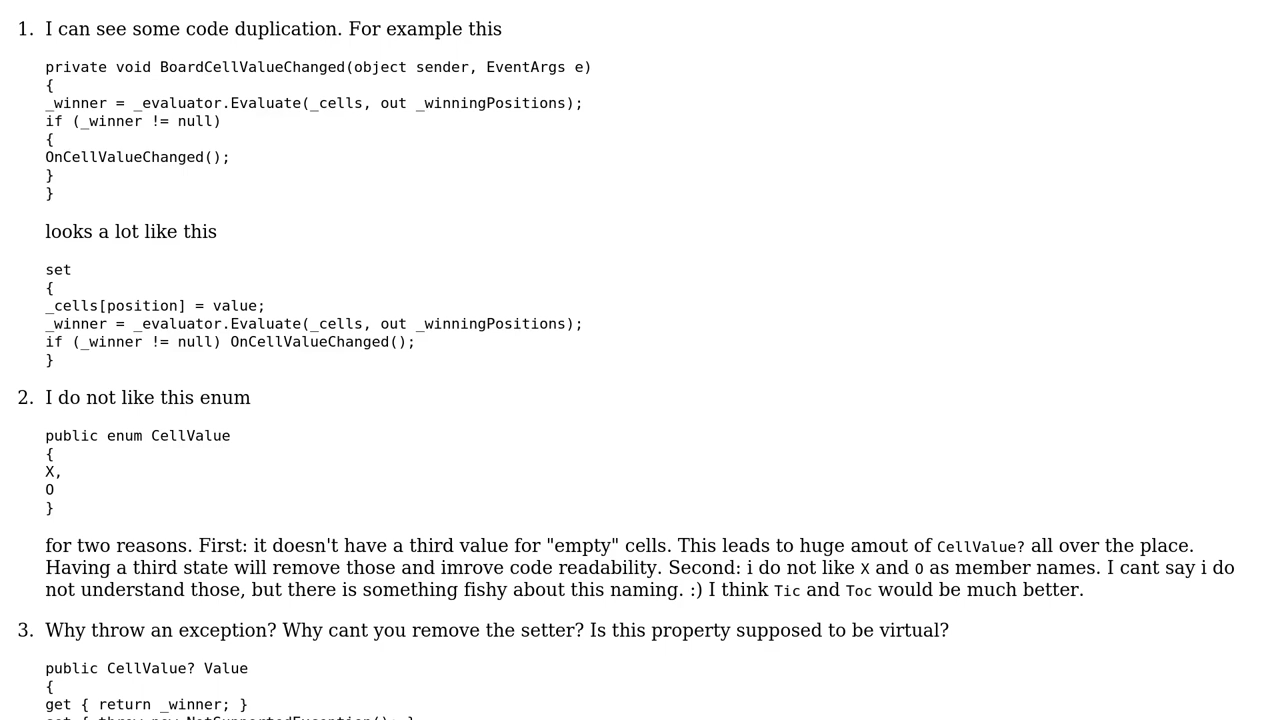 1. I can see some code duplication. For example this
private void BoardCellValueChanged(object sender, EventArgs e)
{
_winner = _evaluator.Evaluate(_cells, out _winningPositions);
if (_winner != null)
{
OnCellValueChanged();
}
}
looks a lot like this
set
{
_cells[position] = value;
_winner = _evaluator.Evaluate(_cells, out _winningPositions);
if (_winner != null) OnCellValueChanged();
}
2. I do not like this enum
public enum CellValue
{
X,
O
}
for two reasons. First: it doesn't have a third value for "empty" cells. This leads to huge amout of CellValue? all over the place.
Having a third state will remove those and imrove code readability. Second: i do not like X and O as member names. I cant say i do
not understand those, but there is something fishy about this naming. :) I think Tic and Toc would be much better.
3. Why throw an exception? Why cant you remove the setter? Is this property supposed to be virtual?
public CellValue? Value
{
get { return _winner; }
set { throw new NotSupportedException(); }